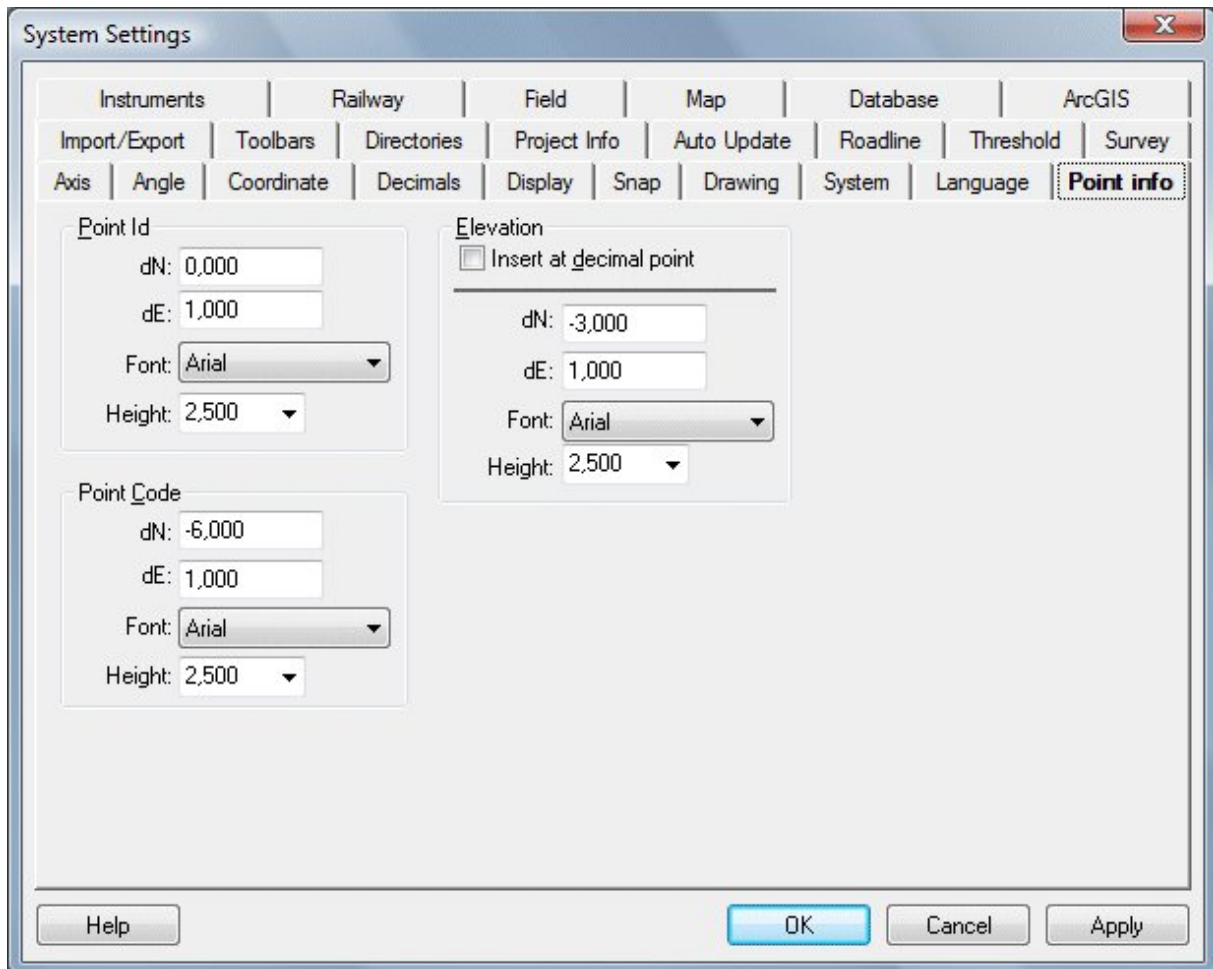 System Settings
X
Instruments Railway Field Map Database ArcGIS
Import/Export Toolbars Directories Project Info Auto Update Roadline Threshold Survey
Axis Angle Coordinate Decimals Display Snap Drawing System Language Point info
Point Id
dN: 0,000
dE: 1,000
Font: Arial
Height: 2,500
Point Code
dN: -6,000
dE: 1,000
Font: Arial
Height: 2,500
Elevation
Insert at decimal point
dN: -3,000
dE: 1,000
Font: Arial
Height: 2,500
Help OK Cancel Apply